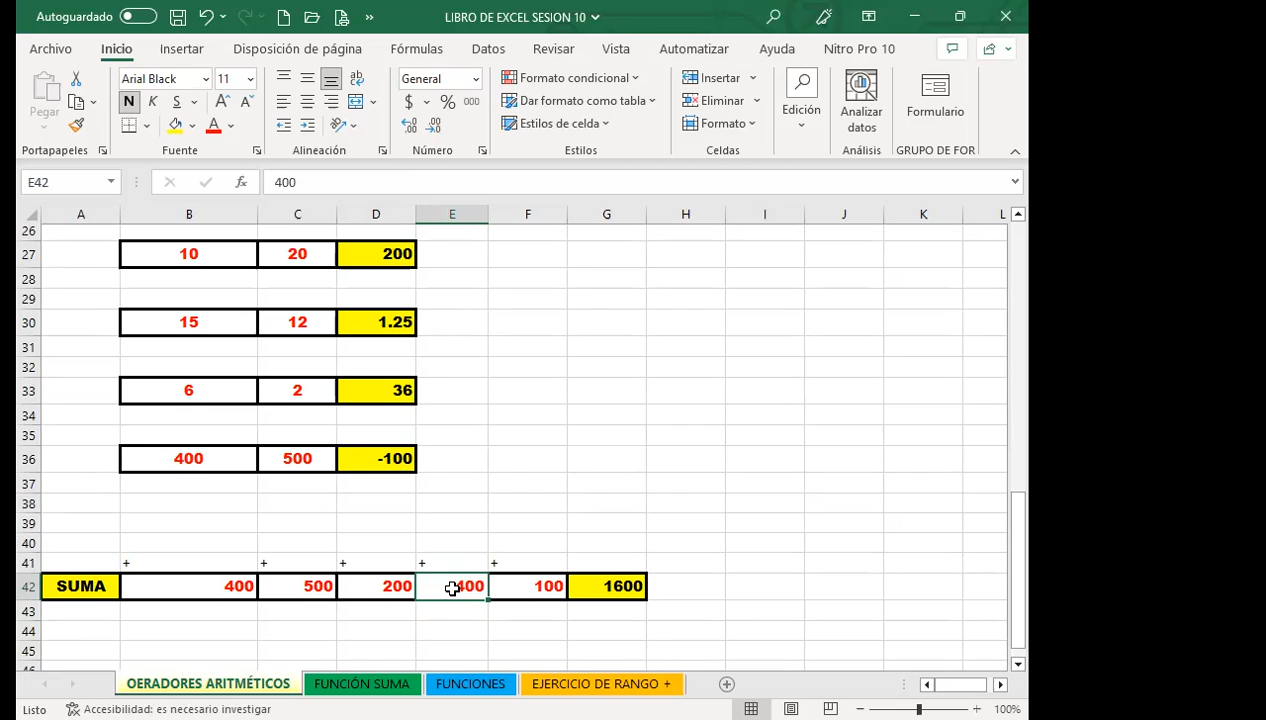 Autoguardado
LIBRO DE EXCEL SESION 10
Archivo Inicio Insertar Disposición de página Fórmulas Datos Revisar Vista Automatizar Ayuda Nitro Pro 10
Pegar
Arial Black 11
N K S
General
$ % 000
Formato condicional
Dar formato como tabla
Estilos de celda
Insertar
Eliminar
Formato
Edición
Analizar datos
Formulario
Portapapeles Fuente Alineación Número Estilos Celdas Análisis GRUPO DE FOR
E42 fx 400
A B C D E F G H I J K L
26
27 10 20 200
28
29
30 15 12 1.25
31
32
33 6 2 36
34
35
36 400 500 -100
37
38
39
40
41 + + + + +
42 SUMA 400 500 200 400 100 1600
43
44
45
46
OERADORES ARITMÉTICOS FUNCIÓN SUMA FUNCIONES EJERCICIO DE RANGO +
Listo Accesibilidad: es necesario investigar 100%